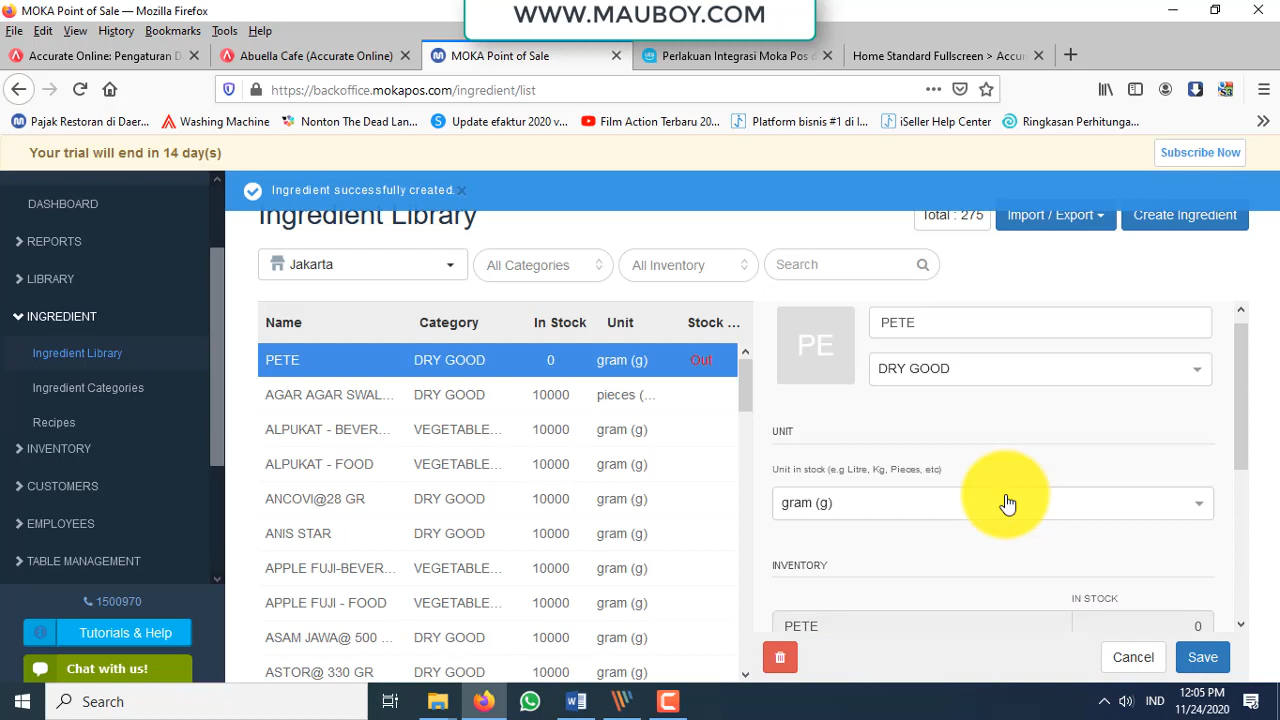 MOKA Point of Sale — Mozilla Firefox
WWW.MAUBOY.COM
File Edit View History Bookmarks Tools Help
Accurate Online: Pengaturan D
Abuella Cafe (Accurate Online)
MOKA Point of Sale
Perlakuan Integrasi Moka Pos d
Home Standard Fullscreen > Accur
https://backoffice.mokapos.com/ingredient/list
Pajak Restoran di Daer...
Washing Machine
Nonton The Dead Lan...
Update efaktur 2020 v...
Film Action Terbaru 20...
Platform bisnis #1 di I...
iSeller Help Center
Ringkasan Perhitunga...
Your trial will end in 14 day(s)
Subscribe Now
Ingredient successfully created.
DASHBOARD
REPORTS
LIBRARY
INGREDIENT
Ingredient Library
Ingredient Categories
Recipes
INVENTORY
CUSTOMERS
EMPLOYEES
TABLE MANAGEMENT
1500970
Tutorials & Help
Chat with us!
Ingredient Library
Total : 275
Import / Export
Create Ingredient
Jakarta
All Categories
All Inventory
Search
Name Category In Stock Unit Stock ...
PETE DRY GOOD 0 gram (g) Out
AGAR AGAR SWAL... DRY GOOD 10000 pieces (...
ALPUKAT - BEVER... VEGETABLE... 10000 gram (g)
ALPUKAT - FOOD VEGETABLE... 10000 gram (g)
ANCOVI@28 GR DRY GOOD 10000 gram (g)
ANIS STAR DRY GOOD 10000 gram (g)
APPLE FUJI-BEVER... VEGETABLE... 10000 gram (g)
APPLE FUJI - FOOD VEGETABLE... 10000 gram (g)
ASAM JAWA@ 500 ... DRY GOOD 10000 gram (g)
ASTOR@ 330 GR DRY GOOD 10000 gram (g)
PE
PETE
DRY GOOD
UNIT
Unit in stock (e.g Litre, Kg, Pieces, etc)
gram (g)
INVENTORY
IN STOCK
PETE 0
Cancel
Save
Search
IND
12:05 PM
11/24/2020